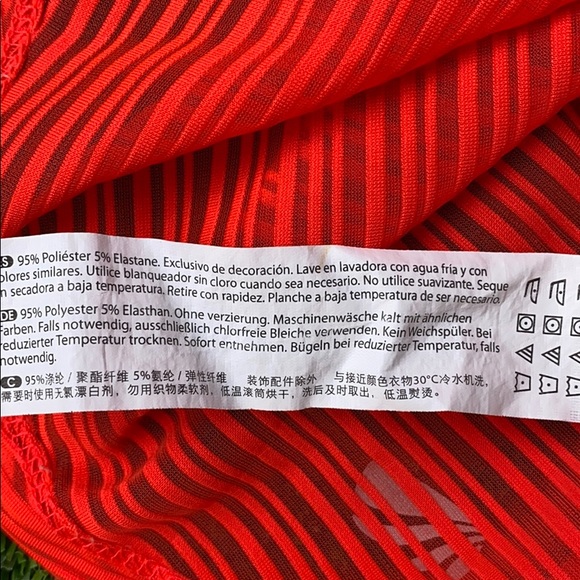 S 95% Poliéster 5% Elastane. Exclusivo de decoración. Lave en lavadora con agua fria y con
olores similares. Utilice blanqueador sin cloro cuando sea necesario. No utilice suavizante. Seque
n secadora a baja temperatura. Retire con rapidez. Planche a baja temperatura de ser necesario.
DE 95% Polyester 5% Elasthan. Ohne verzierung. Maschinenwäsche kalt mit ähnlichen
Farben. Falls notwendig, ausschließlich chlorfreie Bleiche verwenden. Kein Weichspüler. Bei
reduzierter Temperatur trocknen. Sofort entnehmen. Bügeln bei reduzierter Temperatur, falls
notwendig.
C 95%涤纶 / 聚酯纤维 5%氨纶 / 弹性纤维 装饰配件除外 与接近颜色衣物30°C冷水机洗,
需要时使用无氯漂白剂, 勿用织物柔软剂, 低温滚筒烘干, 洗后及时取出, 低温熨烫。